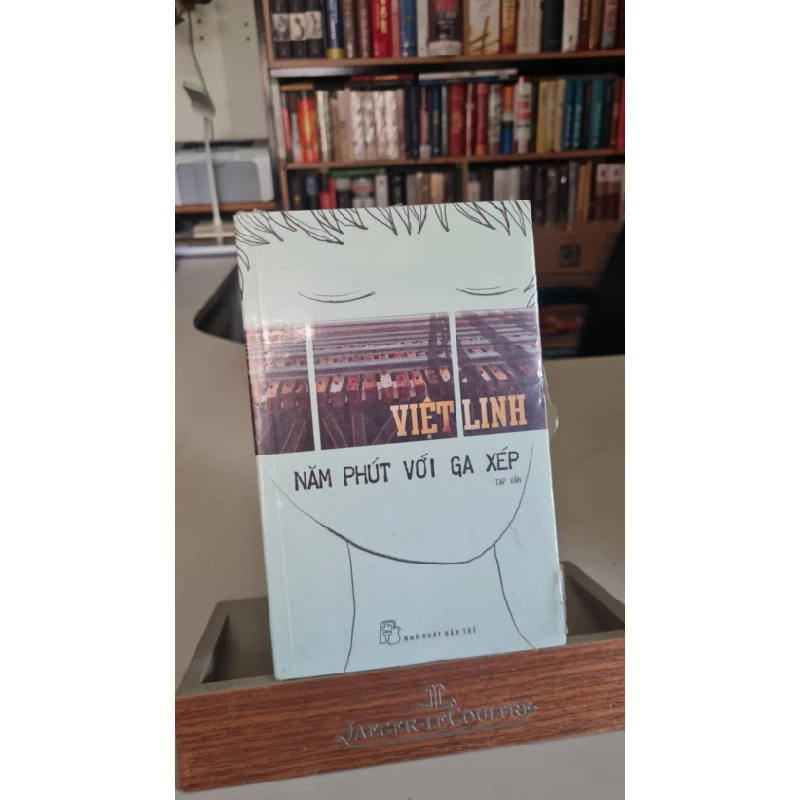 VIỆT LINH
NĂM PHÚT VỚI GA XÉP
TẠP VĂN
NHÀ XUẤT BẢN TRẺ
JAEGER-LECOULTRE